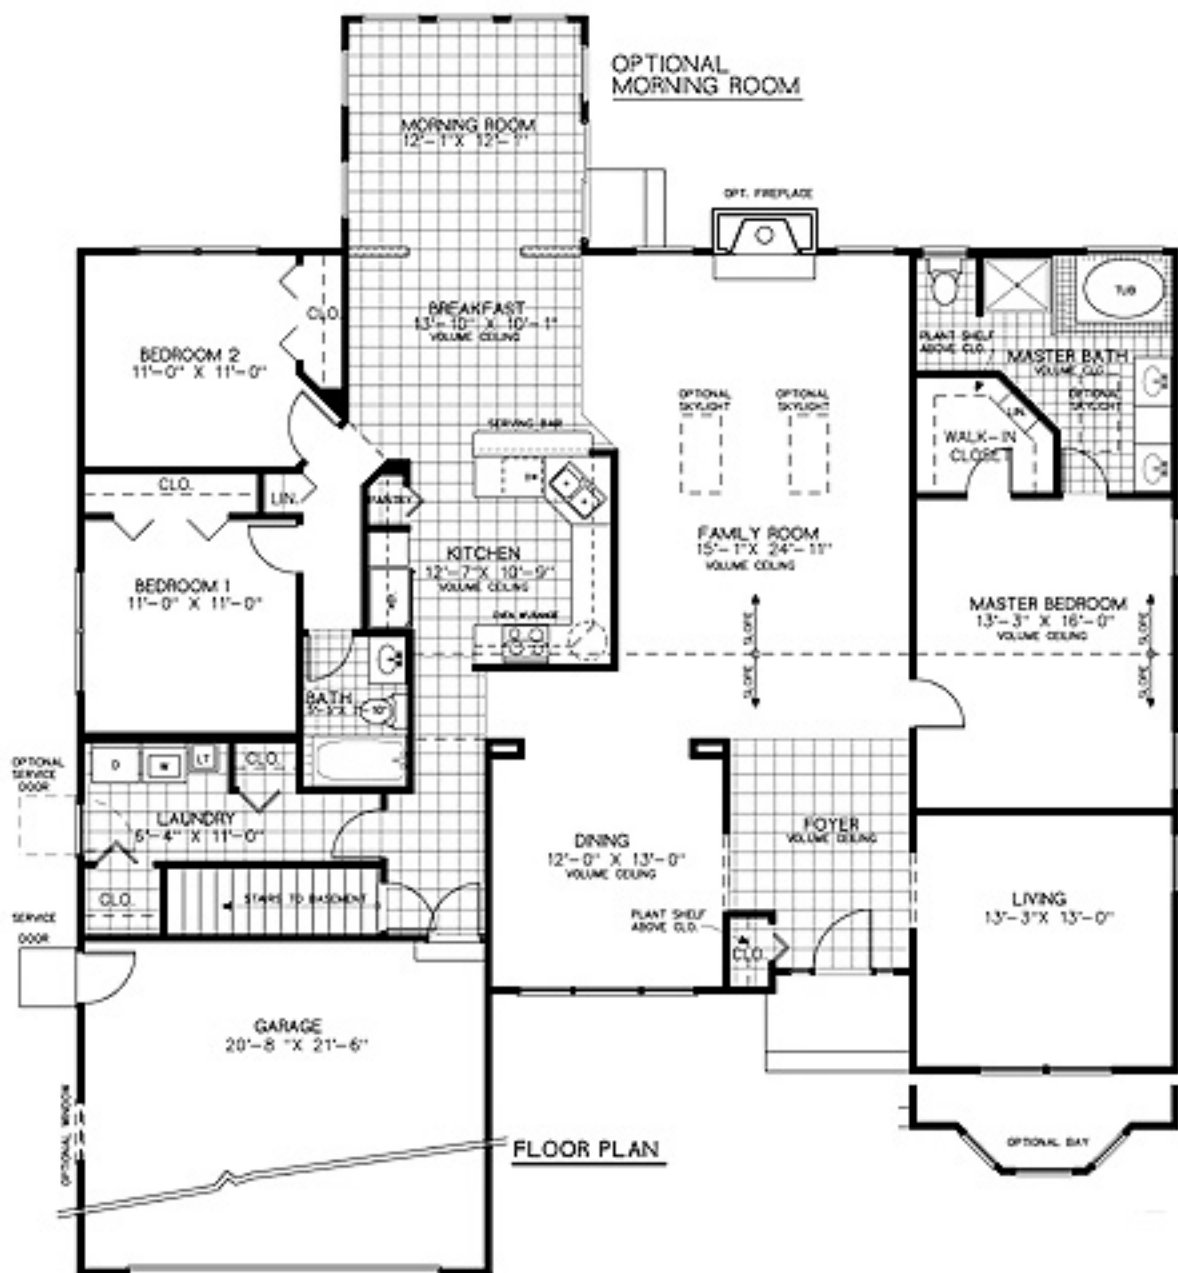 OPTIONAL
MORNING ROOM
MORNING ROOM
12'-1"X 12'-1"
OPT. FIREPLACE
BREAKFAST
13'-10" X 10'-1"
VOLUME CEILING
CLO.
BEDROOM 2
11'-0" X 11'-0"
TUB
PLANT SHELF
ABOVE CLO.
MASTER BATH
VOLUME CLG.
OPTIONAL
SKYLIGHT
OPTIONAL
SKYLIGHT
OPTIONAL
SKYLIGHT
LIN.
WALK-IN
CLOSET
SERVING BAR
DW
CLO.
LIN.
PANTRY
KITCHEN
12'-7"X 10'-9"
VOLUME CEILING
FAMILY ROOM
15'-1"X 24'-11"
VOLUME CEILING
BEDROOM 1
11'-0" X 11'-0"
MASTER BEDROOM
13'-3" X 16'-0"
VOLUME CEILING
SLOPE
SLOPE
SLOPE
SLOPE
BATH
OPTIONAL
SERVICE
DOOR
D
W
LT
CLO.
LAUNDRY
6'-4" X 11'-0"
DINING
12'-0" X 13'-0"
VOLUME CEILING
FOYER
VOLUME CEILING
LIVING
13'-3"X 13'-0"
CLO.
STAIRS TO BASEMENT
SERVICE
DOOR
PLANT SHELF
ABOVE CLO.
CLO.
GARAGE
20'-8 "X 21'-6"
OPTIONAL WINDOW
FLOOR PLAN
OPTIONAL BAY